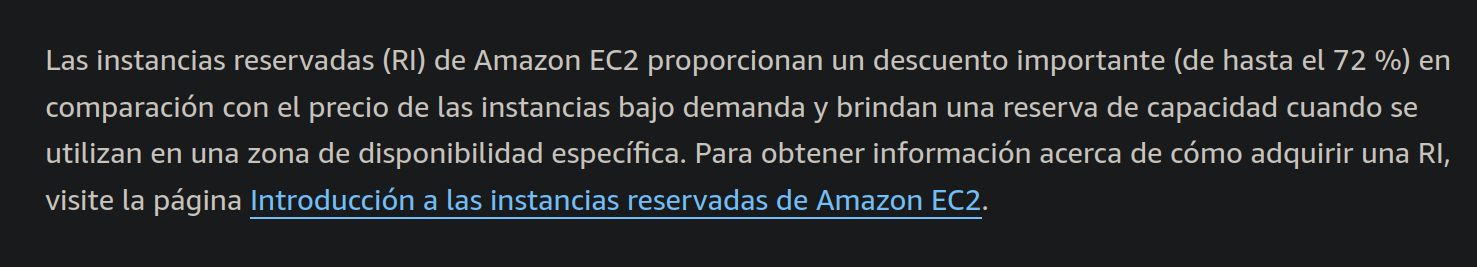 Las instancias reservadas (RI) de Amazon EC2 proporcionan un descuento importante (de hasta el 72 %) en
comparación con el precio de las instancias bajo demanda y brindan una reserva de capacidad cuando se
utilizan en una zona de disponibilidad específica. Para obtener información acerca de cómo adquirir una RI,
visite la página Introducción a las instancias reservadas de Amazon EC2.